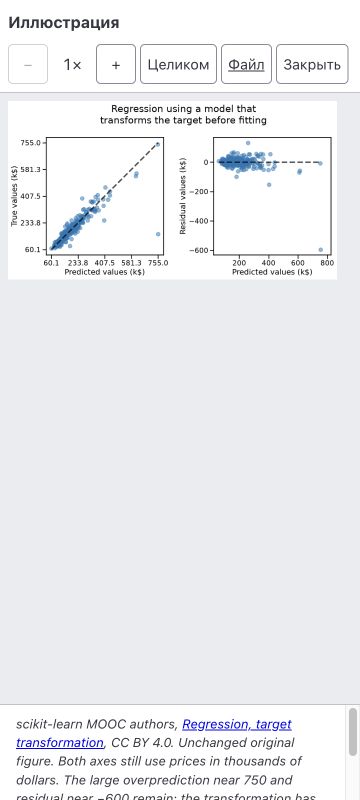 Иллюстрация
− 1× + Целиком Файл Закрыть
Regression using a model that
transforms the target before fitting
True values (k$)
755.0
581.3
407.5
233.8
60.1
60.1 233.8 407.5 581.3 755.0
Predicted values (k$)
Residual values (k$)
0
−200
−400
−600
200 400 600 800
Predicted values (k$)
scikit-learn MOOC authors, Regression, target
transformation, CC BY 4.0. Unchanged original
figure. Both axes still use prices in thousands of
dollars. The large overprediction near 750 and
residual near −600 remain; the transformation has